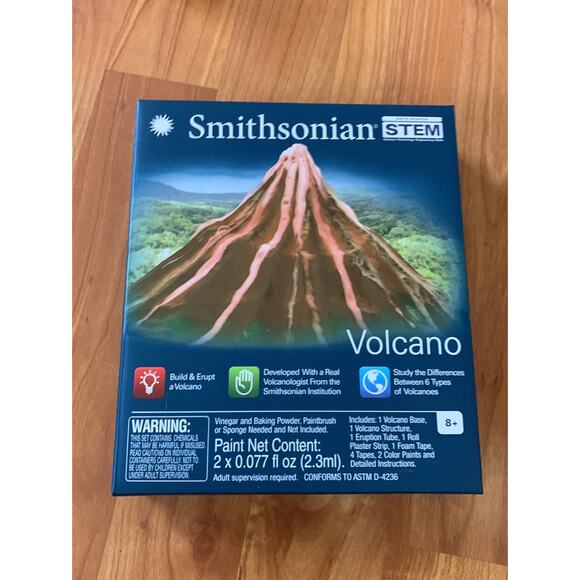 Smithsonian®
STEM
Volcano
Build & Erupt
a Volcano
Developed With a Real
Volcanologist From the
Smithsonian Institution
Study the Differences
Between 6 Types
of Volcanoes
WARNING:
THIS SET CONTAINS CHEMICALS
THAT MAY BE HARMFUL IF MISUSED.
READ CAUTIONS ON INDIVIDUAL
CONTAINERS CAREFULLY. NOT TO
BE USED BY CHILDREN EXCEPT
UNDER ADULT SUPERVISION.
Vinegar and Baking Powder, Paintbrush
or Sponge Needed and Not Included.
Paint Net Content:
2 x 0.077 fl oz (2.3ml).
Adult supervision required. CONFORMS TO ASTM D-4236
Includes: 1 Volcano Base,
1 Volcano Structure,
1 Eruption Tube, 1 Roll
Plaster Strip, 1 Foam Tape,
4 Tapes, 2 Color Paints and
Detailed Instructions.
8+